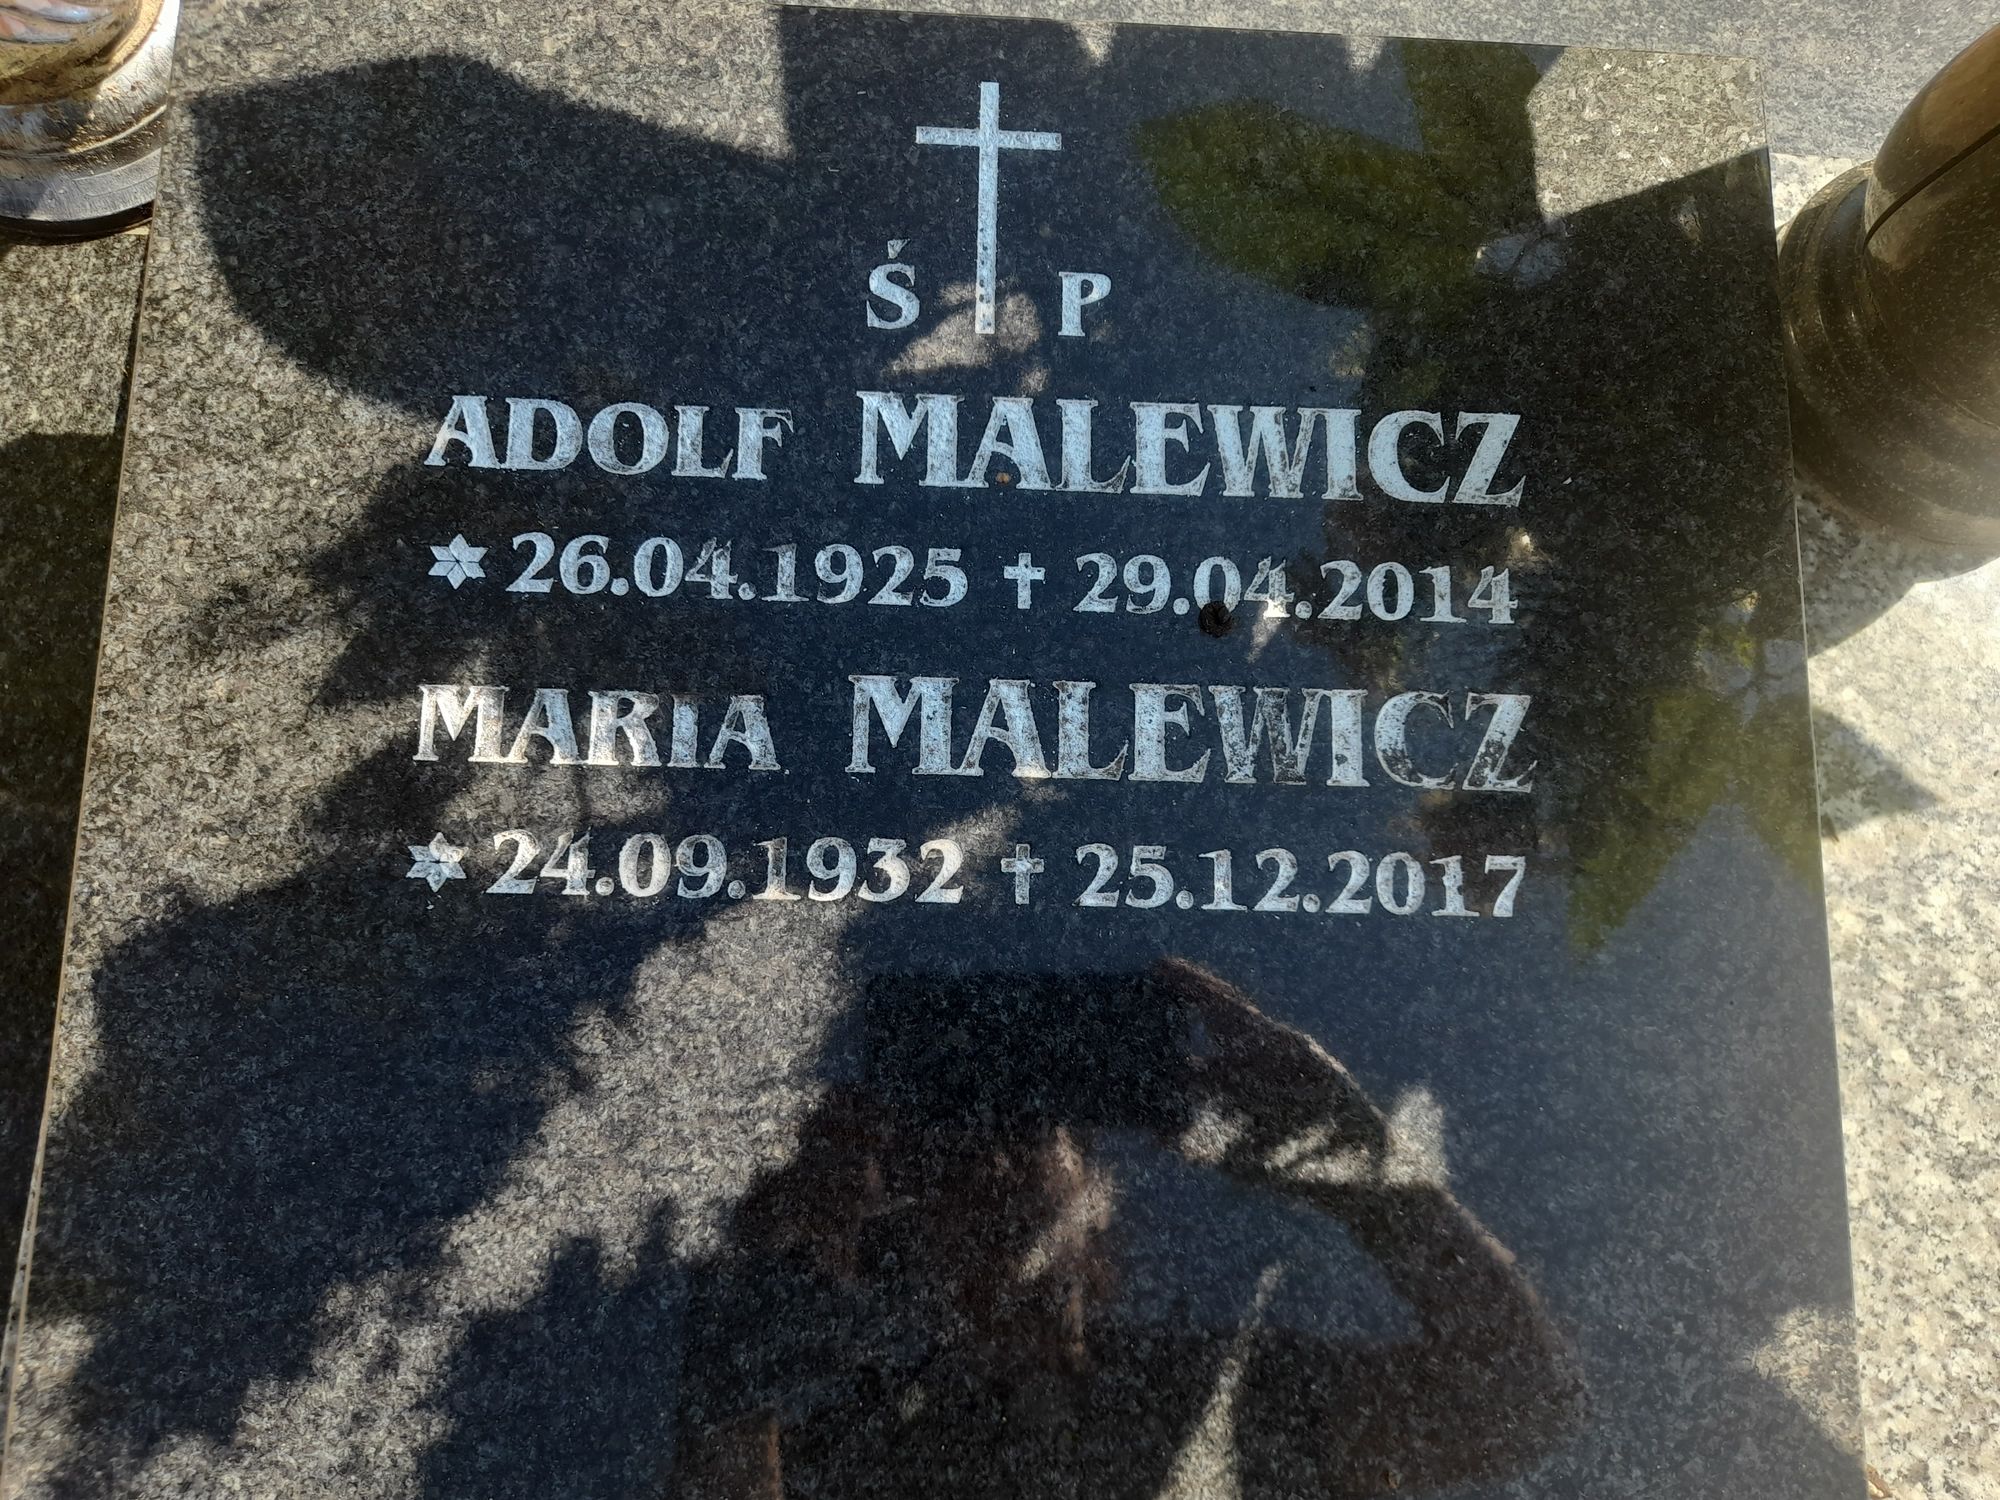 Ś P
ADOLF MALEWICZ
✶ 26.04.1925 ✝ 29.04.2014
MARIA MALEWICZ
✶ 24.09.1932 ✝ 25.12.2017